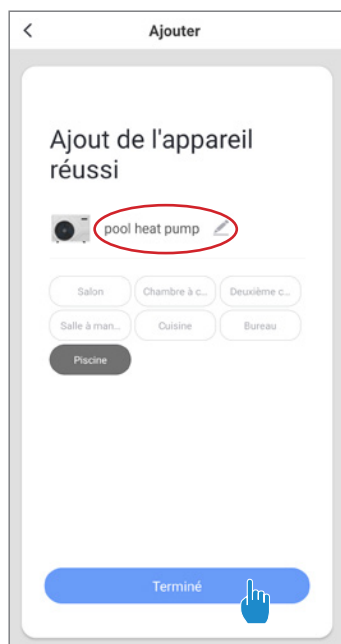 Ajouter
Ajout de l'appareil
réussi
pool heat pump
Salon
Chambre à c...
Deuxième c...
Salle à man...
Cuisine
Bureau
Piscine
Terminé